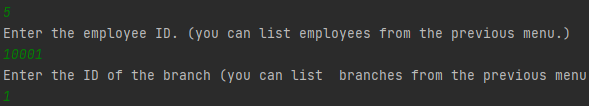 5
Enter the employee ID. (you can list employees from the previous menu.)
10001
Enter the ID of the branch (you can list  branches from the previous menu
1